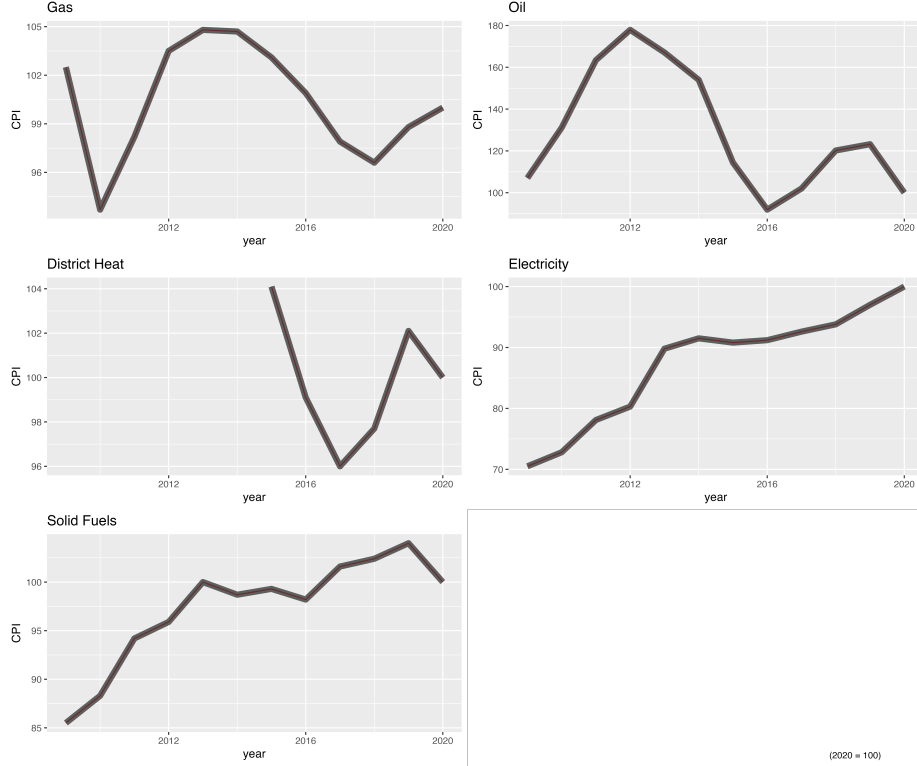 Gas
105
102
99
96
CPI
2012
2016
2020
year
Oil
180
160
140
120
100
CPI
2012
2016
2020
year
District Heat
104
102
100
98
96
CPI
2012
2016
2020
year
Electricity
100
90
80
70
CPI
2012
2016
2020
year
Solid Fuels
100
95
90
85
CPI
2012
2016
2020
year
(2020 = 100)